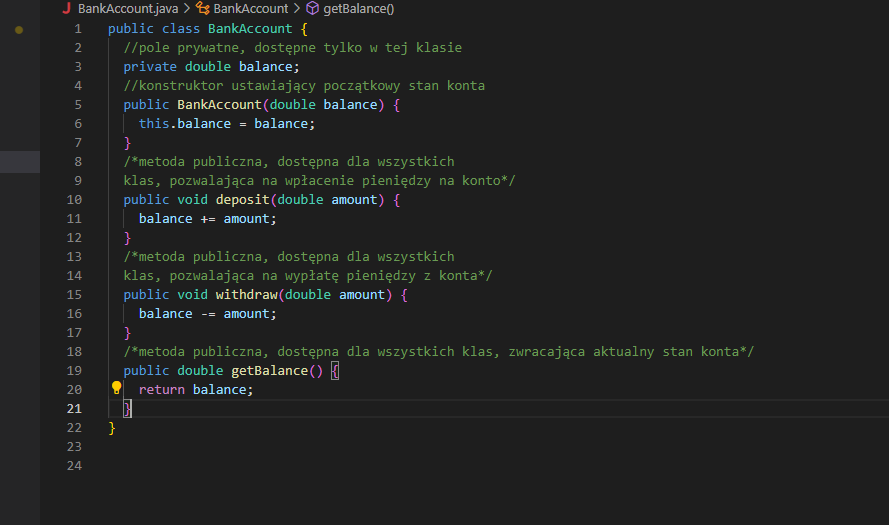 BankAccount.java > BankAccount > getBalance()
1 public class BankAccount {
2 //pole prywatne, dostępne tylko w tej klasie
3 private double balance;
4 //konstruktor ustawiający początkowy stan konta
5 public BankAccount(double balance) {
6 this.balance = balance;
7 }
8 /*metoda publiczna, dostępna dla wszystkich
9 klas, pozwalająca na wpłacenie pieniędzy na konto*/
10 public void deposit(double amount) {
11 balance += amount;
12 }
13 /*metoda publiczna, dostępna dla wszystkich
14 klas, pozwalająca na wypłatę pieniędzy z konta*/
15 public void withdraw(double amount) {
16 balance -= amount;
17 }
18 /*metoda publiczna, dostępna dla wszystkich klas, zwracająca aktualny stan konta*/
19 public double getBalance() {
20 return balance;
21 }
22 }
23
24